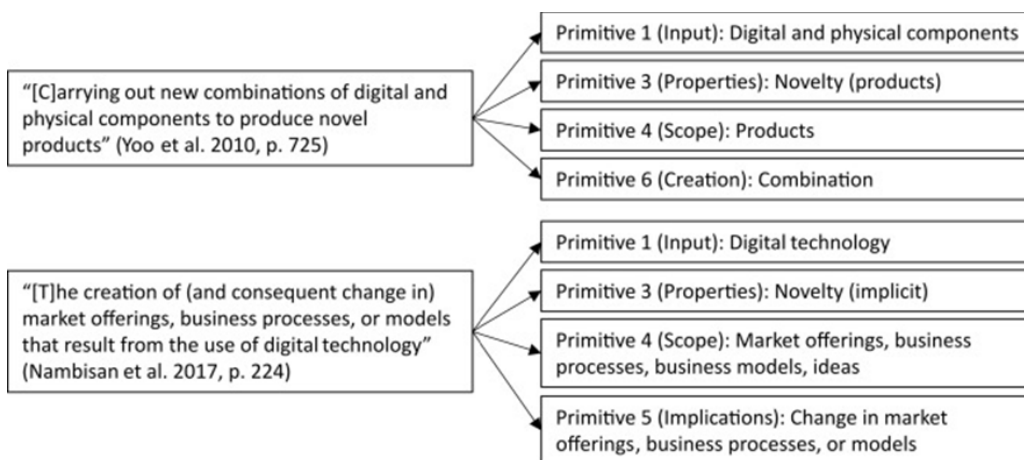 “[C]arrying out new combinations of digital and
physical components to produce novel
products” (Yoo et al. 2010, p. 725)
Primitive 1 (Input): Digital and physical components
Primitive 3 (Properties): Novelty (products)
Primitive 4 (Scope): Products
Primitive 6 (Creation): Combination
“[T]he creation of (and consequent change in)
market offerings, business processes, or models
that result from the use of digital technology”
(Nambisan et al. 2017, p. 224)
Primitive 1 (Input): Digital technology
Primitive 3 (Properties): Novelty (implicit)
Primitive 4 (Scope): Market offerings, business
processes, business models, ideas
Primitive 5 (Implications): Change in market
offerings, business processes, or models